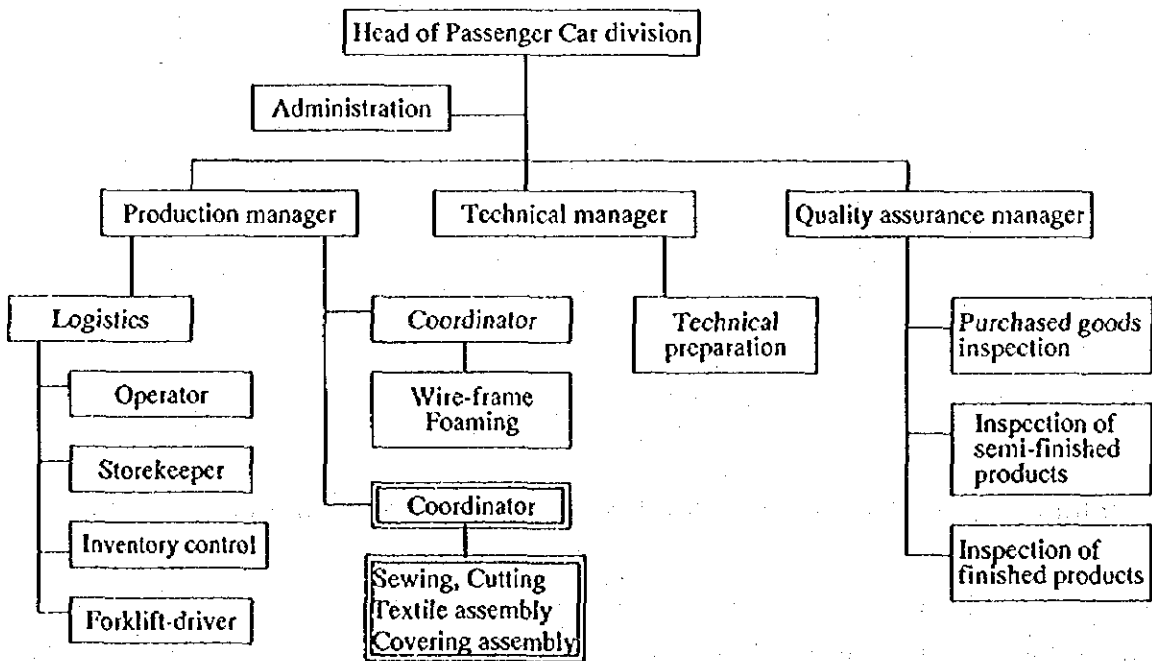 Head of Passenger Car division
Administration
Production manager
Technical manager
Quality assurance manager
Logistics
Operator
Storekeeper
Inventory control
Forklift-driver
Coordinator
Wire-frame
Foaming
Coordinator
Sewing, Cutting
Textile assembly
Covering assembly
Technical
preparation
Purchased goods
inspection
Inspection of
semi-finished
products
Inspection of
finished products